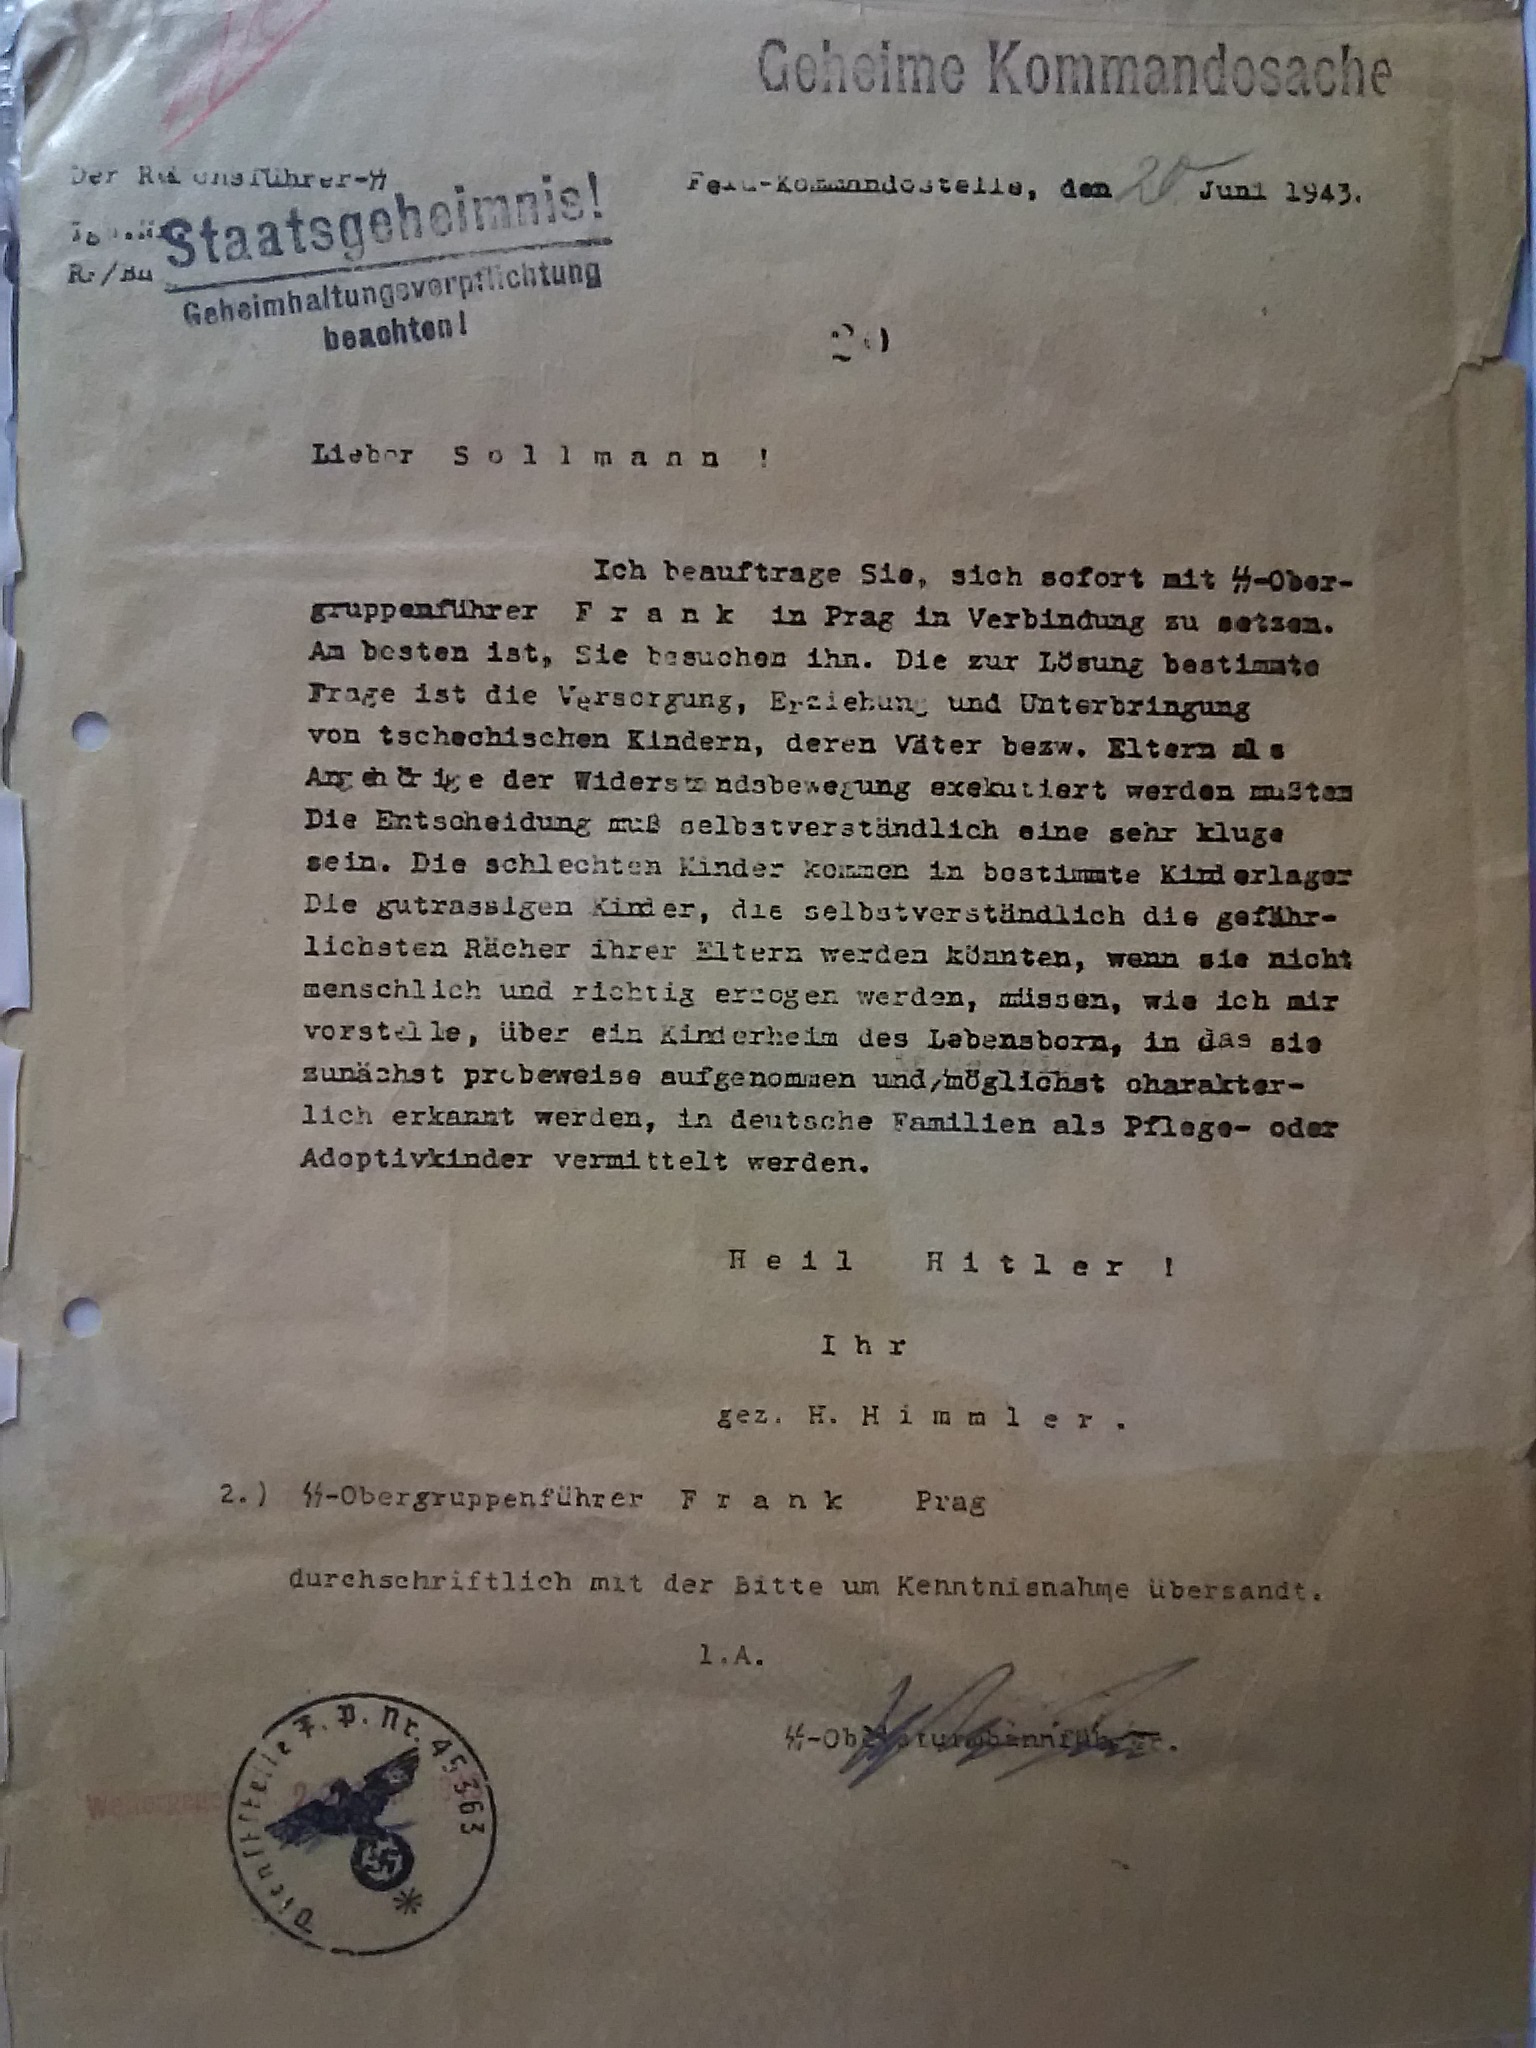 Geheime Kommandosache
Der Reichsführer-SS
Feld-Kommandostelle, den 20 Juni 1943.
Staatsgeheimnis!
Geheimhaltungsverpflichtung
beachten!
Lieber Sollmann !
Ich beauftrage Sie, sich sofort mit SS-Ober-
gruppenführer Frank in Prag in Verbindung zu setzen.
Am besten ist, Sie besuchen ihn. Die zur Lösung bestimmte
Frage ist die Versorgung, Erziehung und Unterbringung
von tschechischen Kindern, deren Väter bezw. Eltern als
Angehörige der Widerstandsbewegung exekutiert werden mußten
Die Entscheidung muß selbstverständlich eine sehr kluge
sein. Die schlechten Kinder kommen in bestimmte Kinderlager
Die gutrassigen Kinder, die selbstverständlich die gefähr-
lichsten Rächer ihrer Eltern werden könnten, wenn sie nicht
menschlich und richtig erzogen werden, müssen, wie ich mir
vorstelle, über ein Kinderheim des Lebensborn, in das sie
zunächst probeweise aufgenommen und/möglichst charakter-
lich erkannt werden, in deutsche Familien als Pflege- oder
Adoptivkinder vermittelt werden.
Heil Hitler !
Ihr
gez. H. Himmler.
2.) SS-Obergruppenführer Frank Prag
durchschriftlich mit der Bitte um Kenntnisnahme übersandt.
I.A.
SS-Obersturmbannführer.
Dienststelle F. P. Nr. 45363